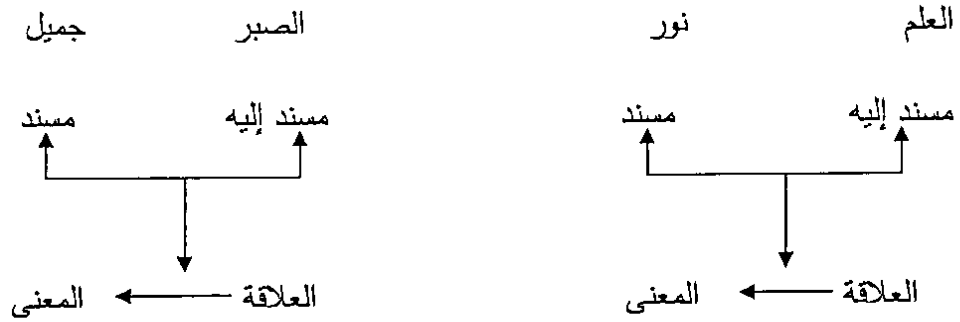 العلم نور الصبر جميل
مسند إليه مسند مسند إليه مسند
العلاقة المعنى العلاقة المعنى